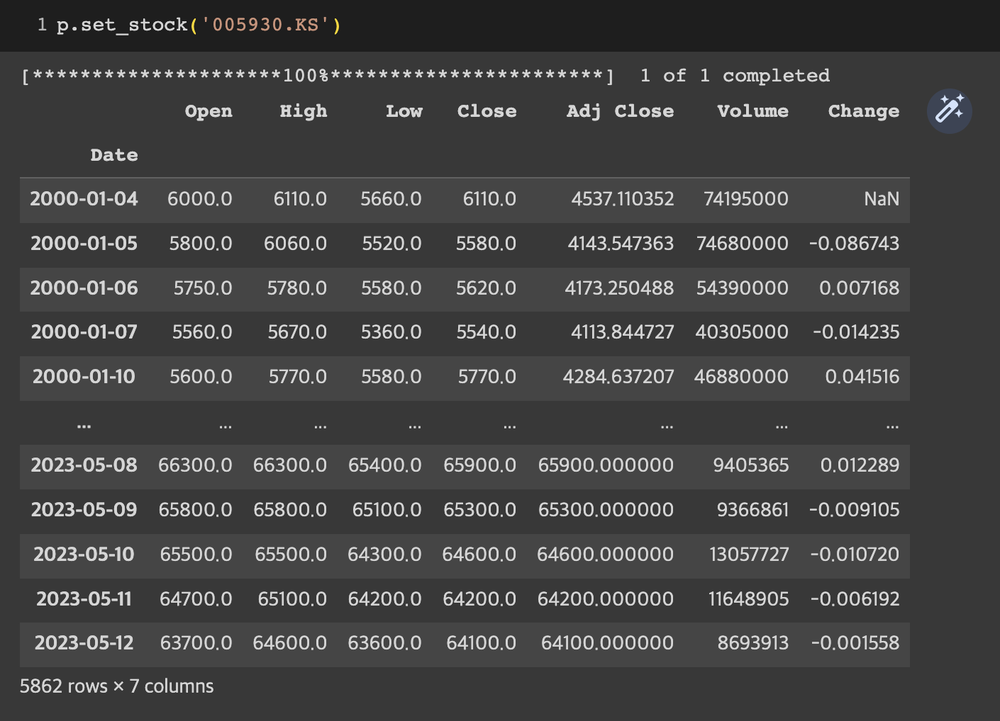 1 p.set_stock('005930.KS')
[*********************100%***********************]  1 of 1 completed
Open High Low Close Adj Close Volume Change
Date
2000-01-04 6000.0 6110.0 5660.0 6110.0 4537.110352 74195000 NaN
2000-01-05 5800.0 6060.0 5520.0 5580.0 4143.547363 74680000 -0.086743
2000-01-06 5750.0 5780.0 5580.0 5620.0 4173.250488 54390000 0.007168
2000-01-07 5560.0 5670.0 5360.0 5540.0 4113.844727 40305000 -0.014235
2000-01-10 5600.0 5770.0 5580.0 5770.0 4284.637207 46880000 0.041516
... ... ... ... ... ... ... ...
2023-05-08 66300.0 66300.0 65400.0 65900.0 65900.000000 9405365 0.012289
2023-05-09 65800.0 65800.0 65100.0 65300.0 65300.000000 9366861 -0.009105
2023-05-10 65500.0 65500.0 64300.0 64600.0 64600.000000 13057727 -0.010720
2023-05-11 64700.0 65100.0 64200.0 64200.0 64200.000000 11648905 -0.006192
2023-05-12 63700.0 64600.0 63600.0 64100.0 64100.000000 8693913 -0.001558
5862 rows × 7 columns